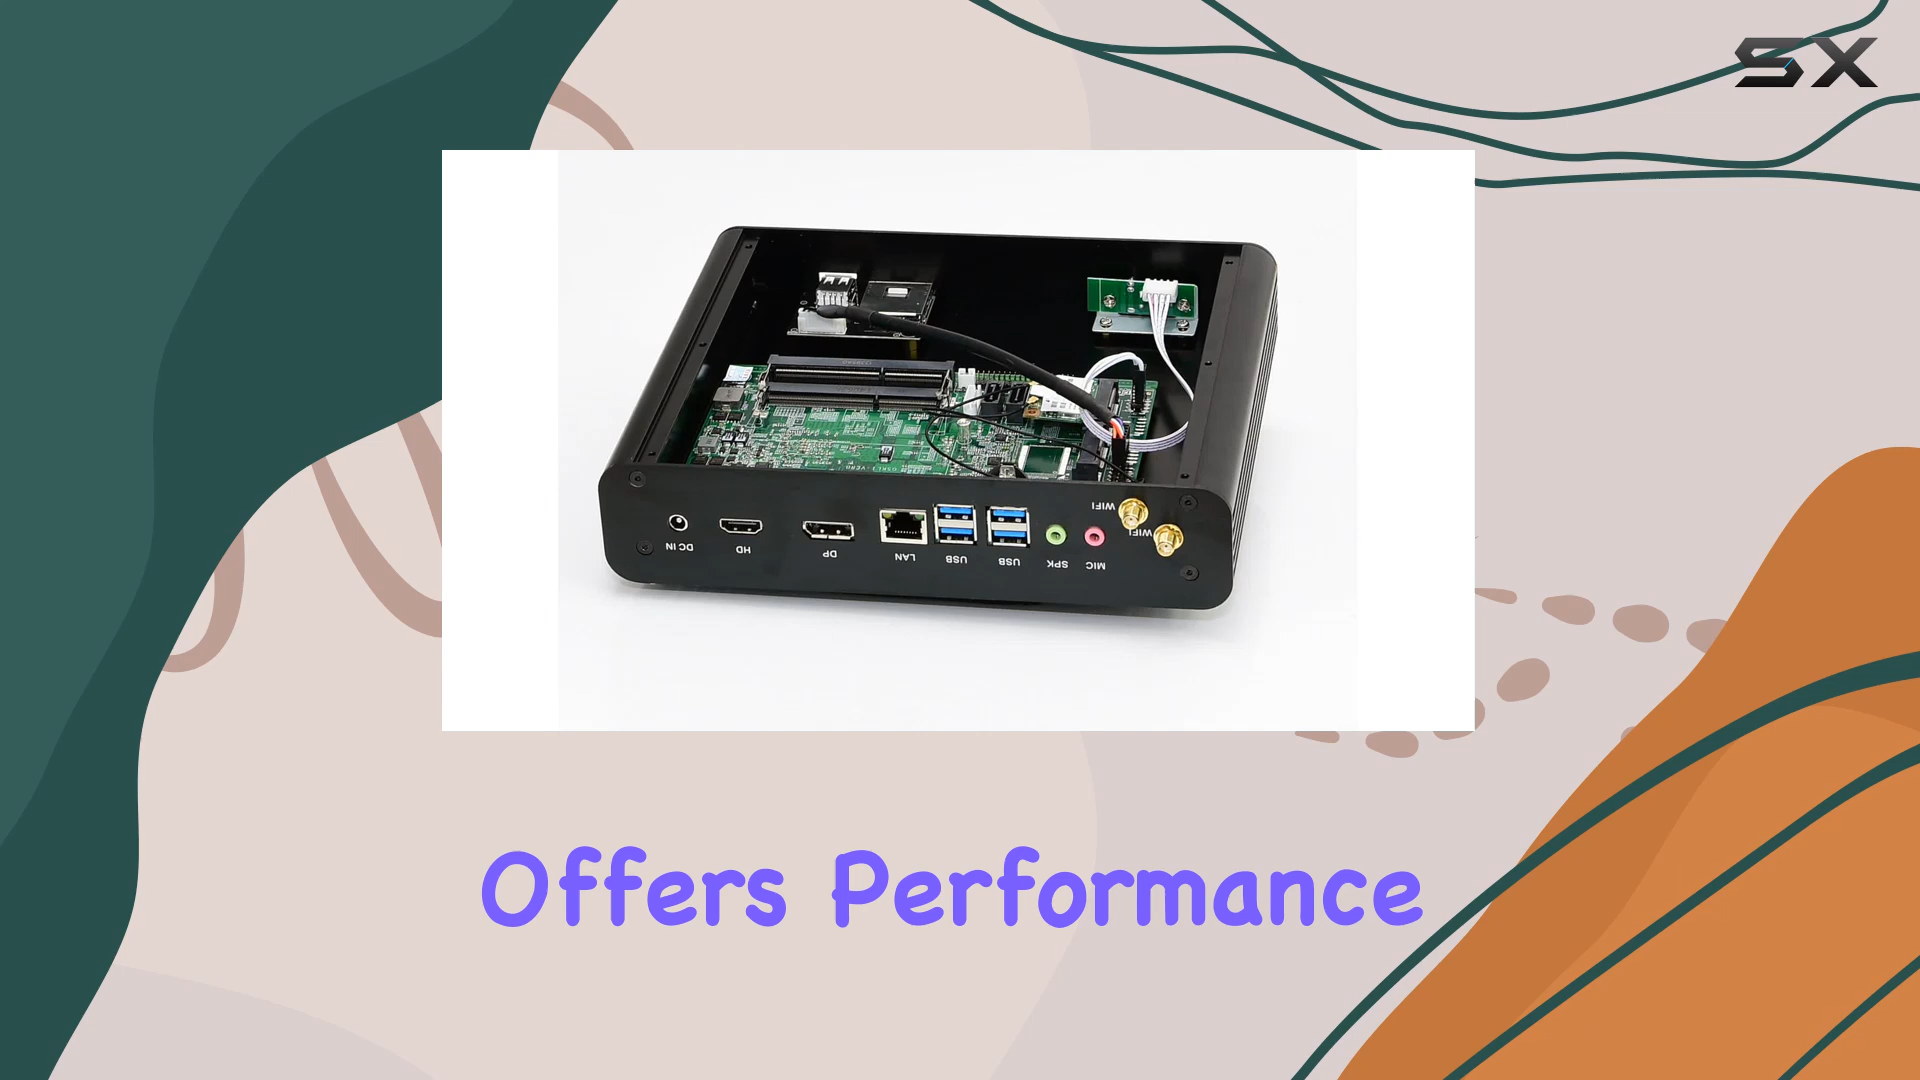 SX
WIFI
WIFI
DC IN
HD
DP
LAN
USB
USB
SPK
MIC
Offers Performance